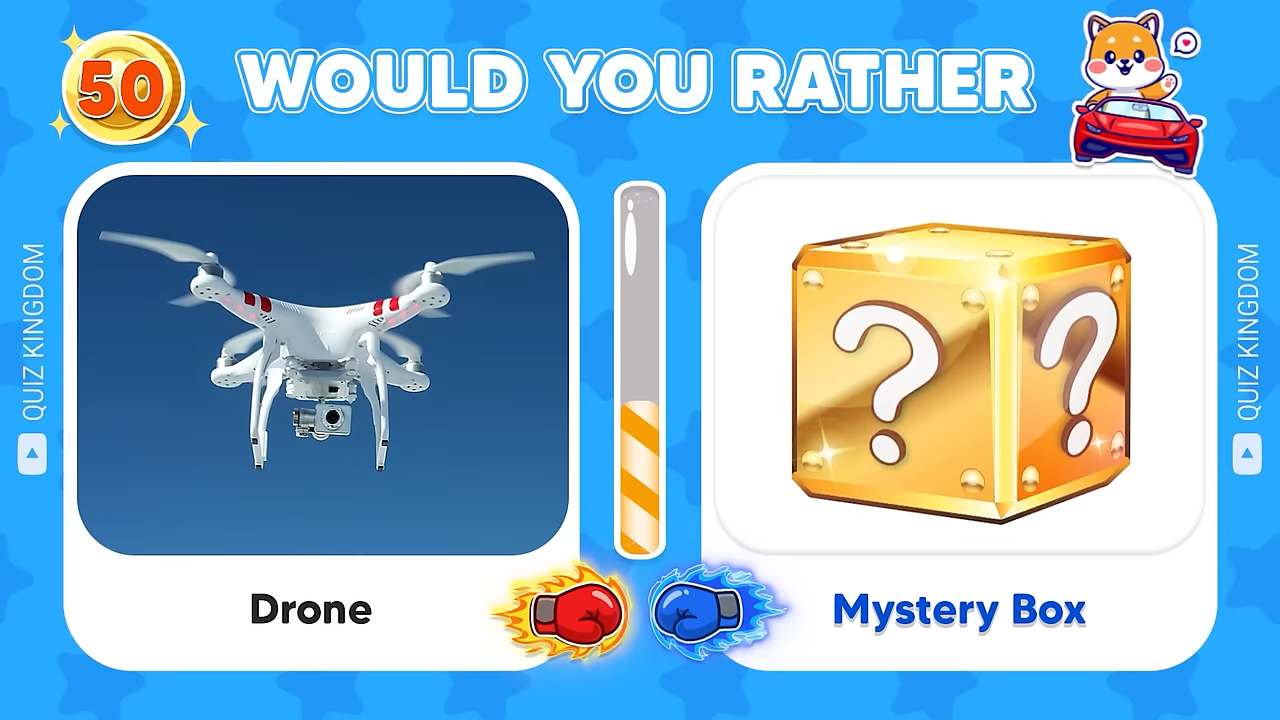 50
WOULD YOU RATHER
QUIZ KINGDOM
? ?
Drone
Mystery Box
QUIZ KINGDOM